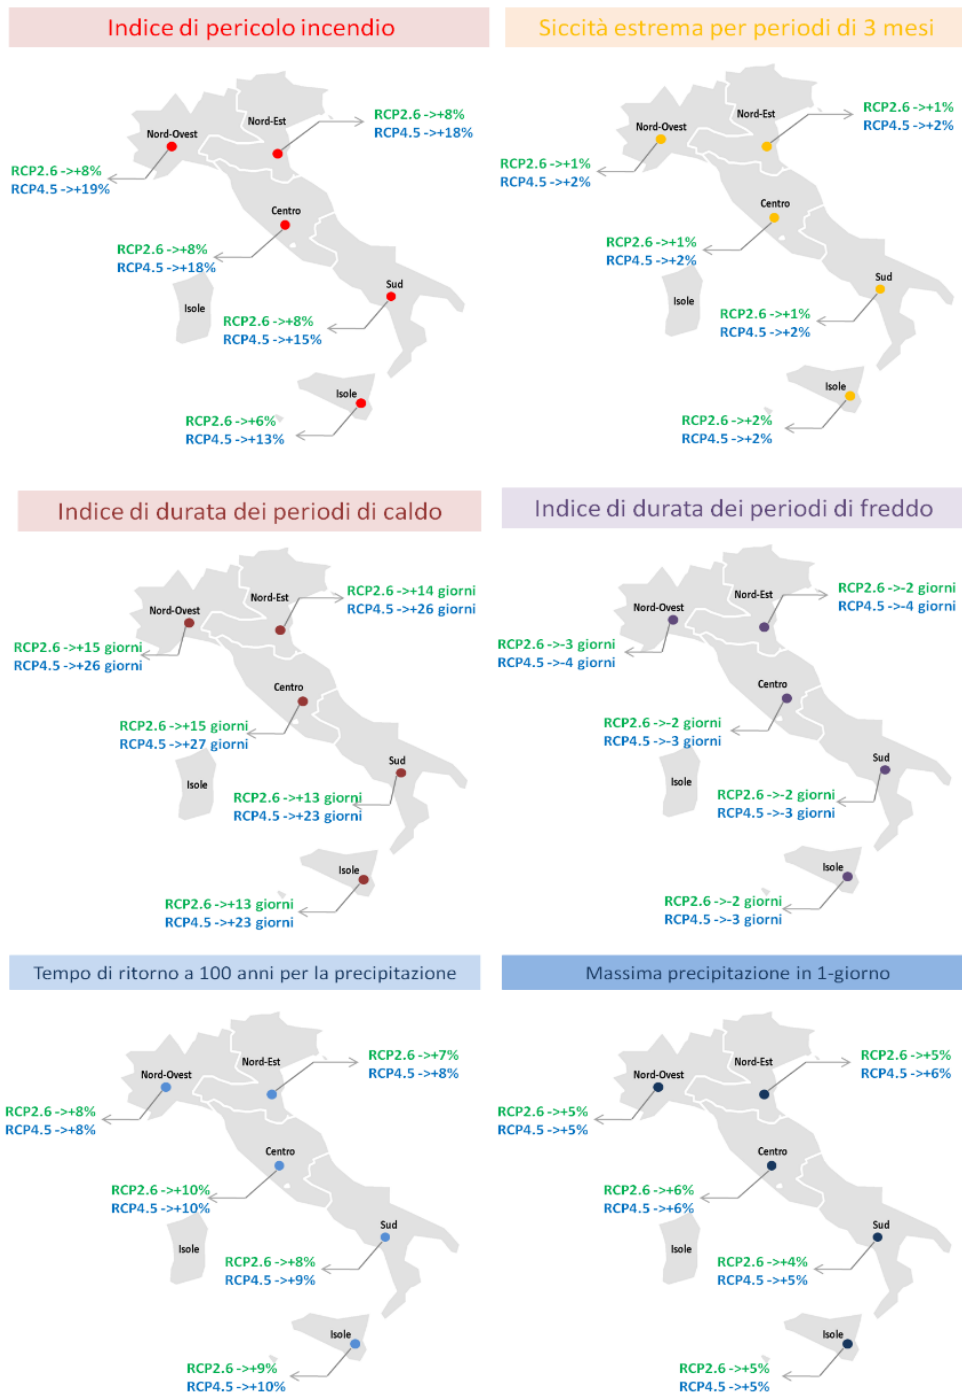 Indice di pericolo incendio
Nord-Est
RCP2.6 ->+8%
RCP4.5 ->+18%
Nord-Ovest
RCP2.6 ->+8%
RCP4.5 ->+19%
Centro
RCP2.6 ->+8%
RCP4.5 ->+18%
Sud
Isole
RCP2.6 ->+8%
RCP4.5 ->+15%
Isole
RCP2.6 ->+6%
RCP4.5 ->+13%
Siccità estrema per periodi di 3 mesi
Nord-Est
RCP2.6 ->+1%
RCP4.5 ->+2%
Nord-Ovest
RCP2.6 ->+1%
RCP4.5 ->+2%
Centro
RCP2.6 ->+1%
RCP4.5 ->+2%
Sud
Isole
RCP2.6 ->+1%
RCP4.5 ->+2%
Isole
RCP2.6 ->+2%
RCP4.5 ->+2%
Indice di durata dei periodi di caldo
Nord-Est
RCP2.6 ->+14 giorni
RCP4.5 ->+26 giorni
Nord-Ovest
RCP2.6 ->+15 giorni
RCP4.5 ->+26 giorni
Centro
RCP2.6 ->+15 giorni
RCP4.5 ->+27 giorni
Sud
Isole
RCP2.6 ->+13 giorni
RCP4.5 ->+23 giorni
Isole
RCP2.6 ->+13 giorni
RCP4.5 ->+23 giorni
Indice di durata dei periodi di freddo
Nord-Est
RCP2.6 ->-2 giorni
RCP4.5 ->-4 giorni
Nord-Ovest
RCP2.6 ->-3 giorni
RCP4.5 ->-4 giorni
Centro
RCP2.6 ->-2 giorni
RCP4.5 ->-3 giorni
Sud
Isole
RCP2.6 ->-2 giorni
RCP4.5 ->-3 giorni
Isole
RCP2.6 ->-2 giorni
RCP4.5 ->-3 giorni
Tempo di ritorno a 100 anni per la precipitazione
Nord-Est
RCP2.6 ->+7%
RCP4.5 ->+8%
Nord-Ovest
RCP2.6 ->+8%
RCP4.5 ->+8%
Centro
RCP2.6 ->+10%
RCP4.5 ->+10%
Sud
Isole
RCP2.6 ->+8%
RCP4.5 ->+9%
Isole
RCP2.6 ->+9%
RCP4.5 ->+10%
Massima precipitazione in 1-giorno
Nord-Est
RCP2.6 ->+5%
RCP4.5 ->+6%
Nord-Ovest
RCP2.6 ->+5%
RCP4.5 ->+5%
Centro
RCP2.6 ->+6%
RCP4.5 ->+6%
Sud
Isole
RCP2.6 ->+4%
RCP4.5 ->+5%
Isole
RCP2.6 ->+5%
RCP4.5 ->+5%